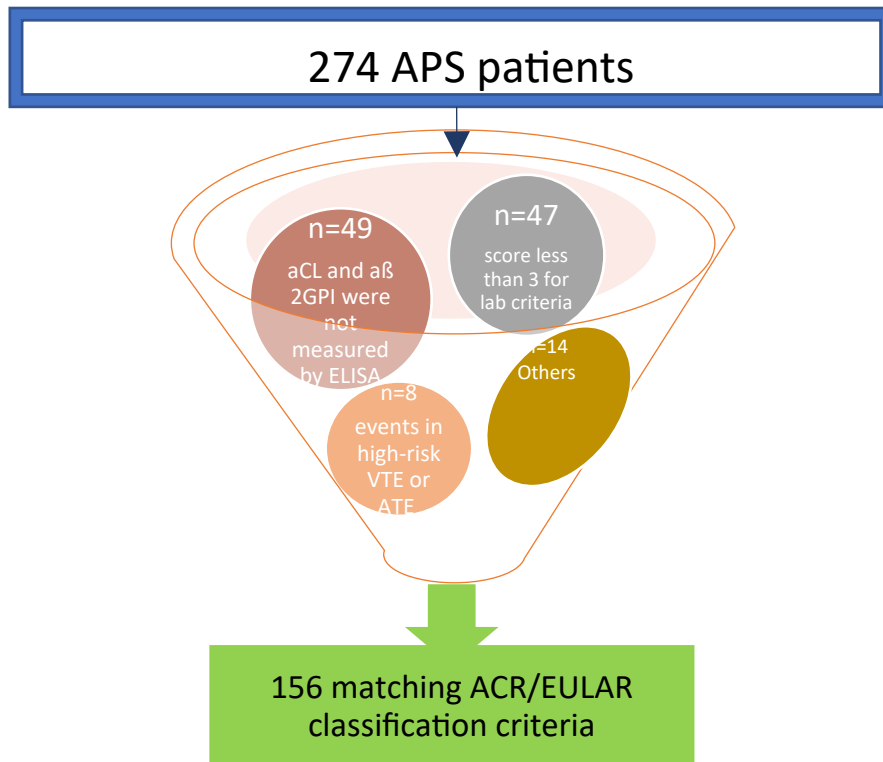 274 APS patients
n=49
aCL and aß
2GPI were
not
measured
by ELISA
n=47
score less
than 3 for
lab criteria
n=14
Others
n=8
events in
high-risk
VTE or
ATE
156 matching ACR/EULAR
classification criteria